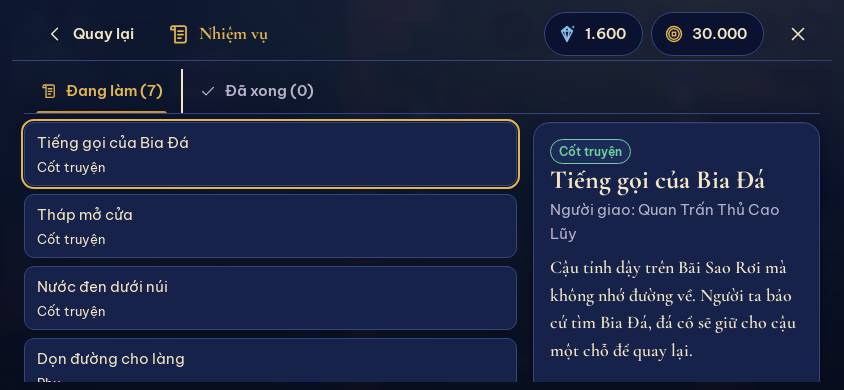 Quay lại
Nhiệm vụ
1.600
30.000
Đang làm (7)
Đã xong (0)
Tiếng gọi của Bia Đá
Cốt truyện
Tháp mở cửa
Cốt truyện
Nước đen dưới núi
Cốt truyện
Dọn đường cho làng
Phụ
Cốt truyện
Tiếng gọi của Bia Đá
Người giao: Quan Trấn Thủ Cao
Lũy
Cậu tỉnh dậy trên Bãi Sao Rơi mà
không nhớ đường về. Người ta bảo
cứ tìm Bia Đá, đá cổ sẽ giữ cho cậu
một chỗ để quay lại.